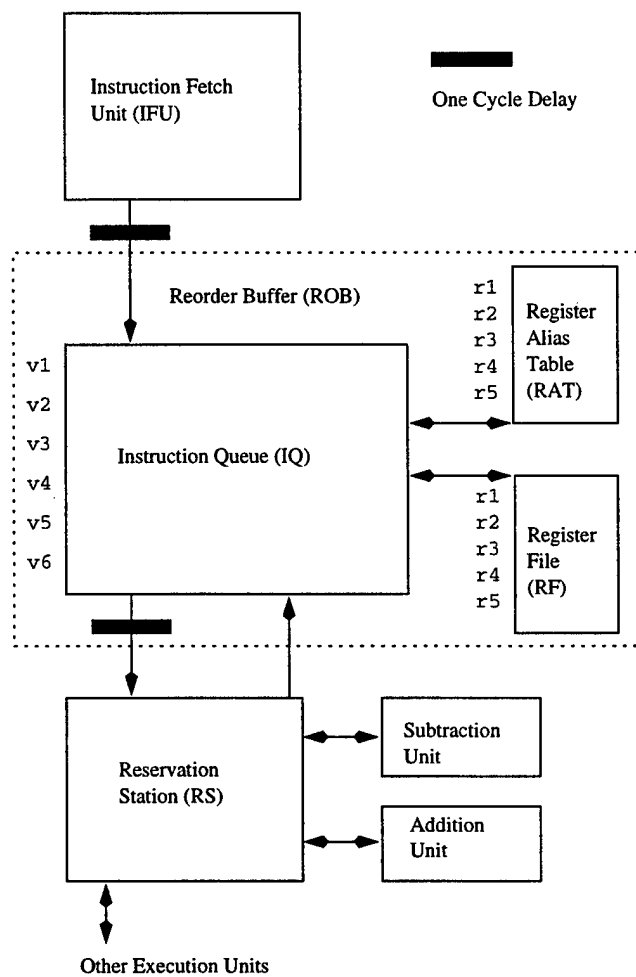 Instruction Fetch
Unit (IFU)
One Cycle Delay
Reorder Buffer (ROB)
r1
r2
r3
r4
r5
Register
Alias
Table
(RAT)
v1
v2
v3
v4
v5
v6
Instruction Queue (IQ)
r1
r2
r3
r4
r5
Register
File
(RF)
Reservation
Station (RS)
Subtraction
Unit
Addition
Unit
Other Execution Units